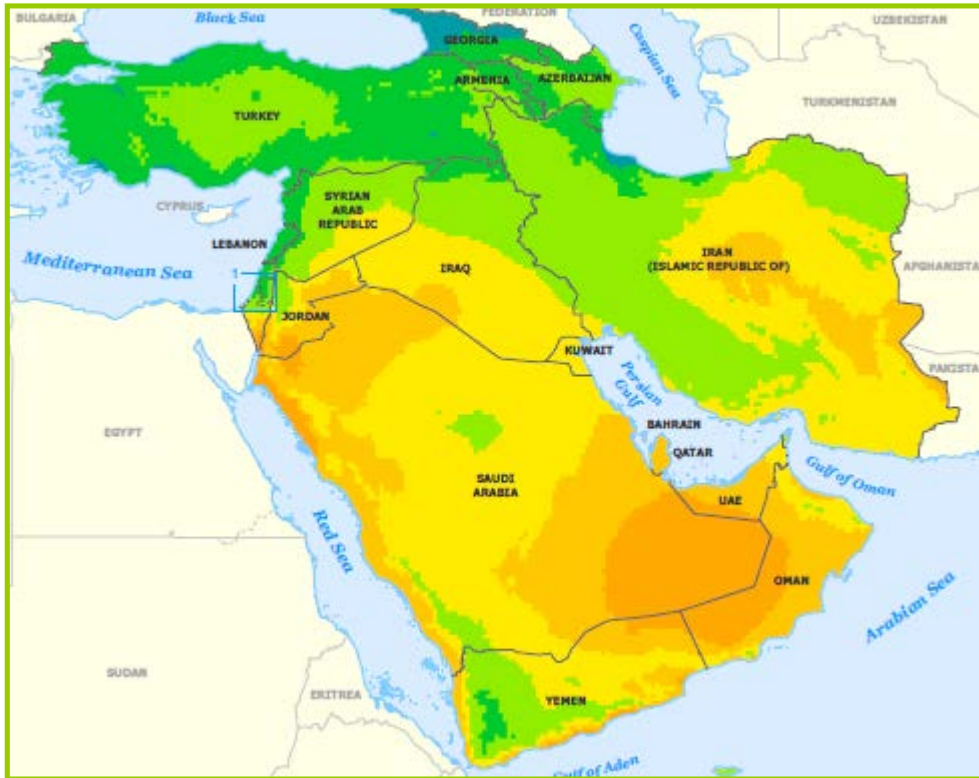 BULGARIA
Black Sea
FEDERATION
UZBEKISTAN
GEORGIA
Caspian Sea
ARMENIA
AZERBAIJAN
TURKMENISTAN
TURKEY
CYPRUS
SYRIAN
ARAB
REPUBLIC
LEBANON
Mediterranean Sea
1
IRAQ
IRAN
(ISLAMIC REPUBLIC OF)
AFGHANIST
JORDAN
KUWAIT
PAKISTA
Persian
Gulf
EGYPT
BAHRAIN
QATAR
Gulf of Oman
SAUDI
ARABIA
UAE
Red Sea
OMAN
Arabian Sea
SUDAN
ERITREA
YEMEN
Gulf of Aden